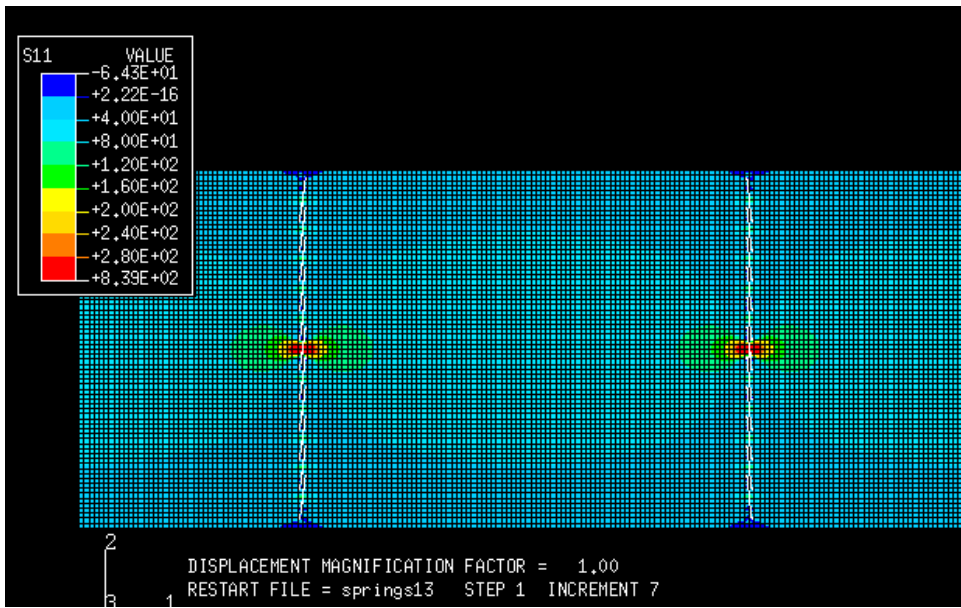 S11 VALUE
-6.43E+01
+2.22E-16
+4.00E+01
+8.00E+01
+1.20E+02
+1.60E+02
+2.00E+02
+2.40E+02
+2.80E+02
+8.39E+02
2
3 1
DISPLACEMENT MAGNIFICATION FACTOR = 1.00
RESTART FILE = springs13 STEP 1 INCREMENT 7